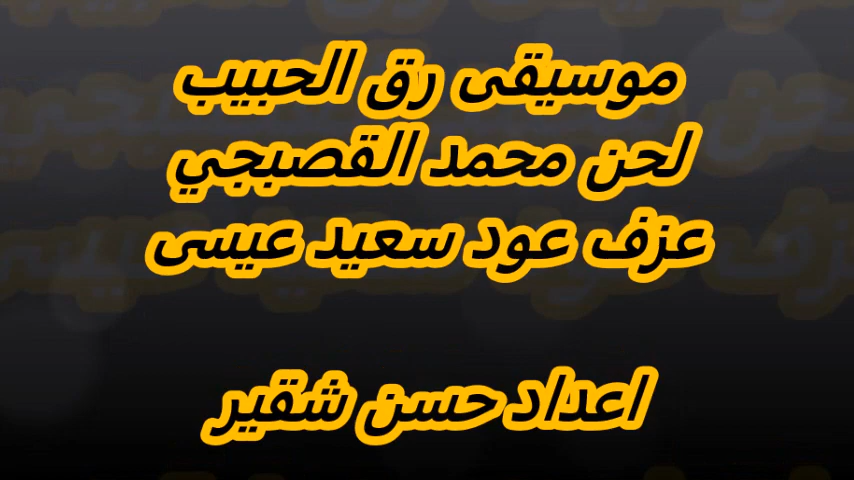 موسيقى رق الحبيب
لحن محمد القصبجي
عزف عود سعيد عيسى
اعداد حسن شقير